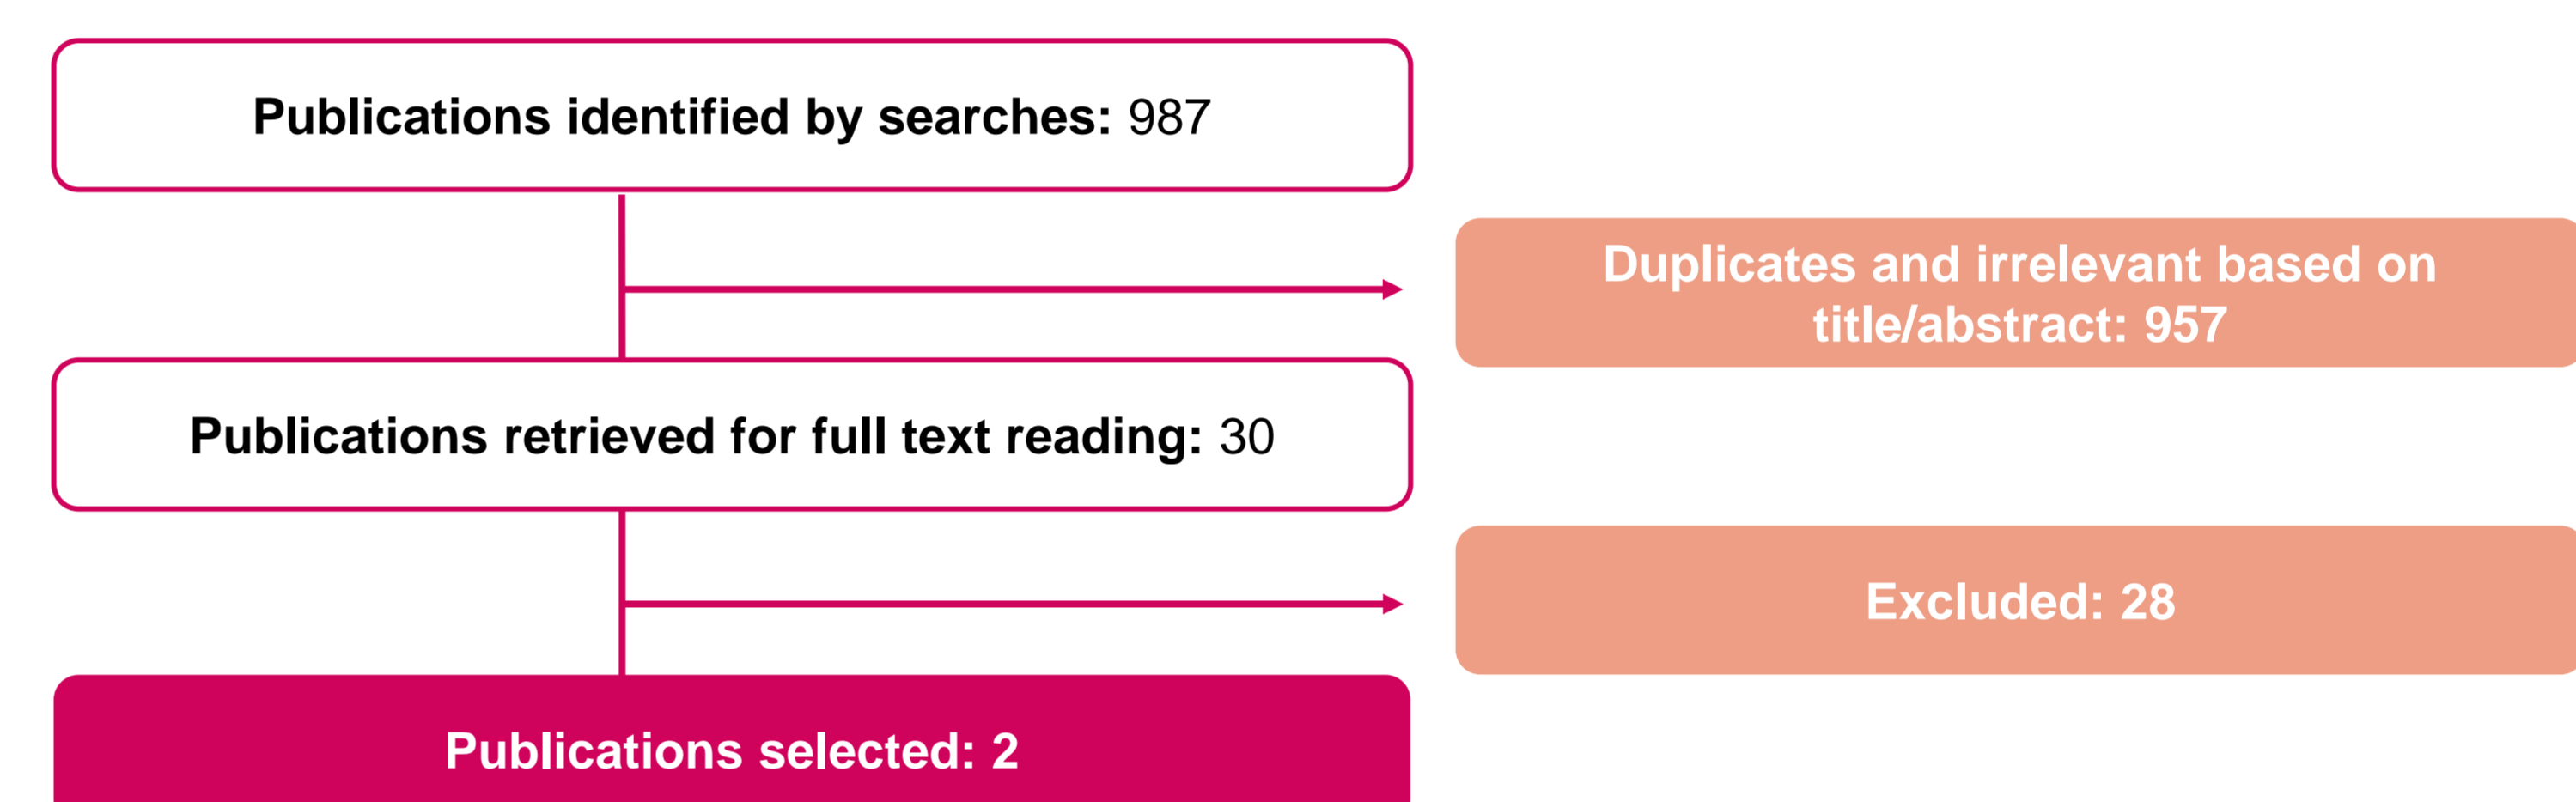 Publications identified by searches: 987
Duplicates and irrelevant based on
title/abstract: 957
Publications retrieved for full text reading: 30
Excluded: 28
Publications selected: 2